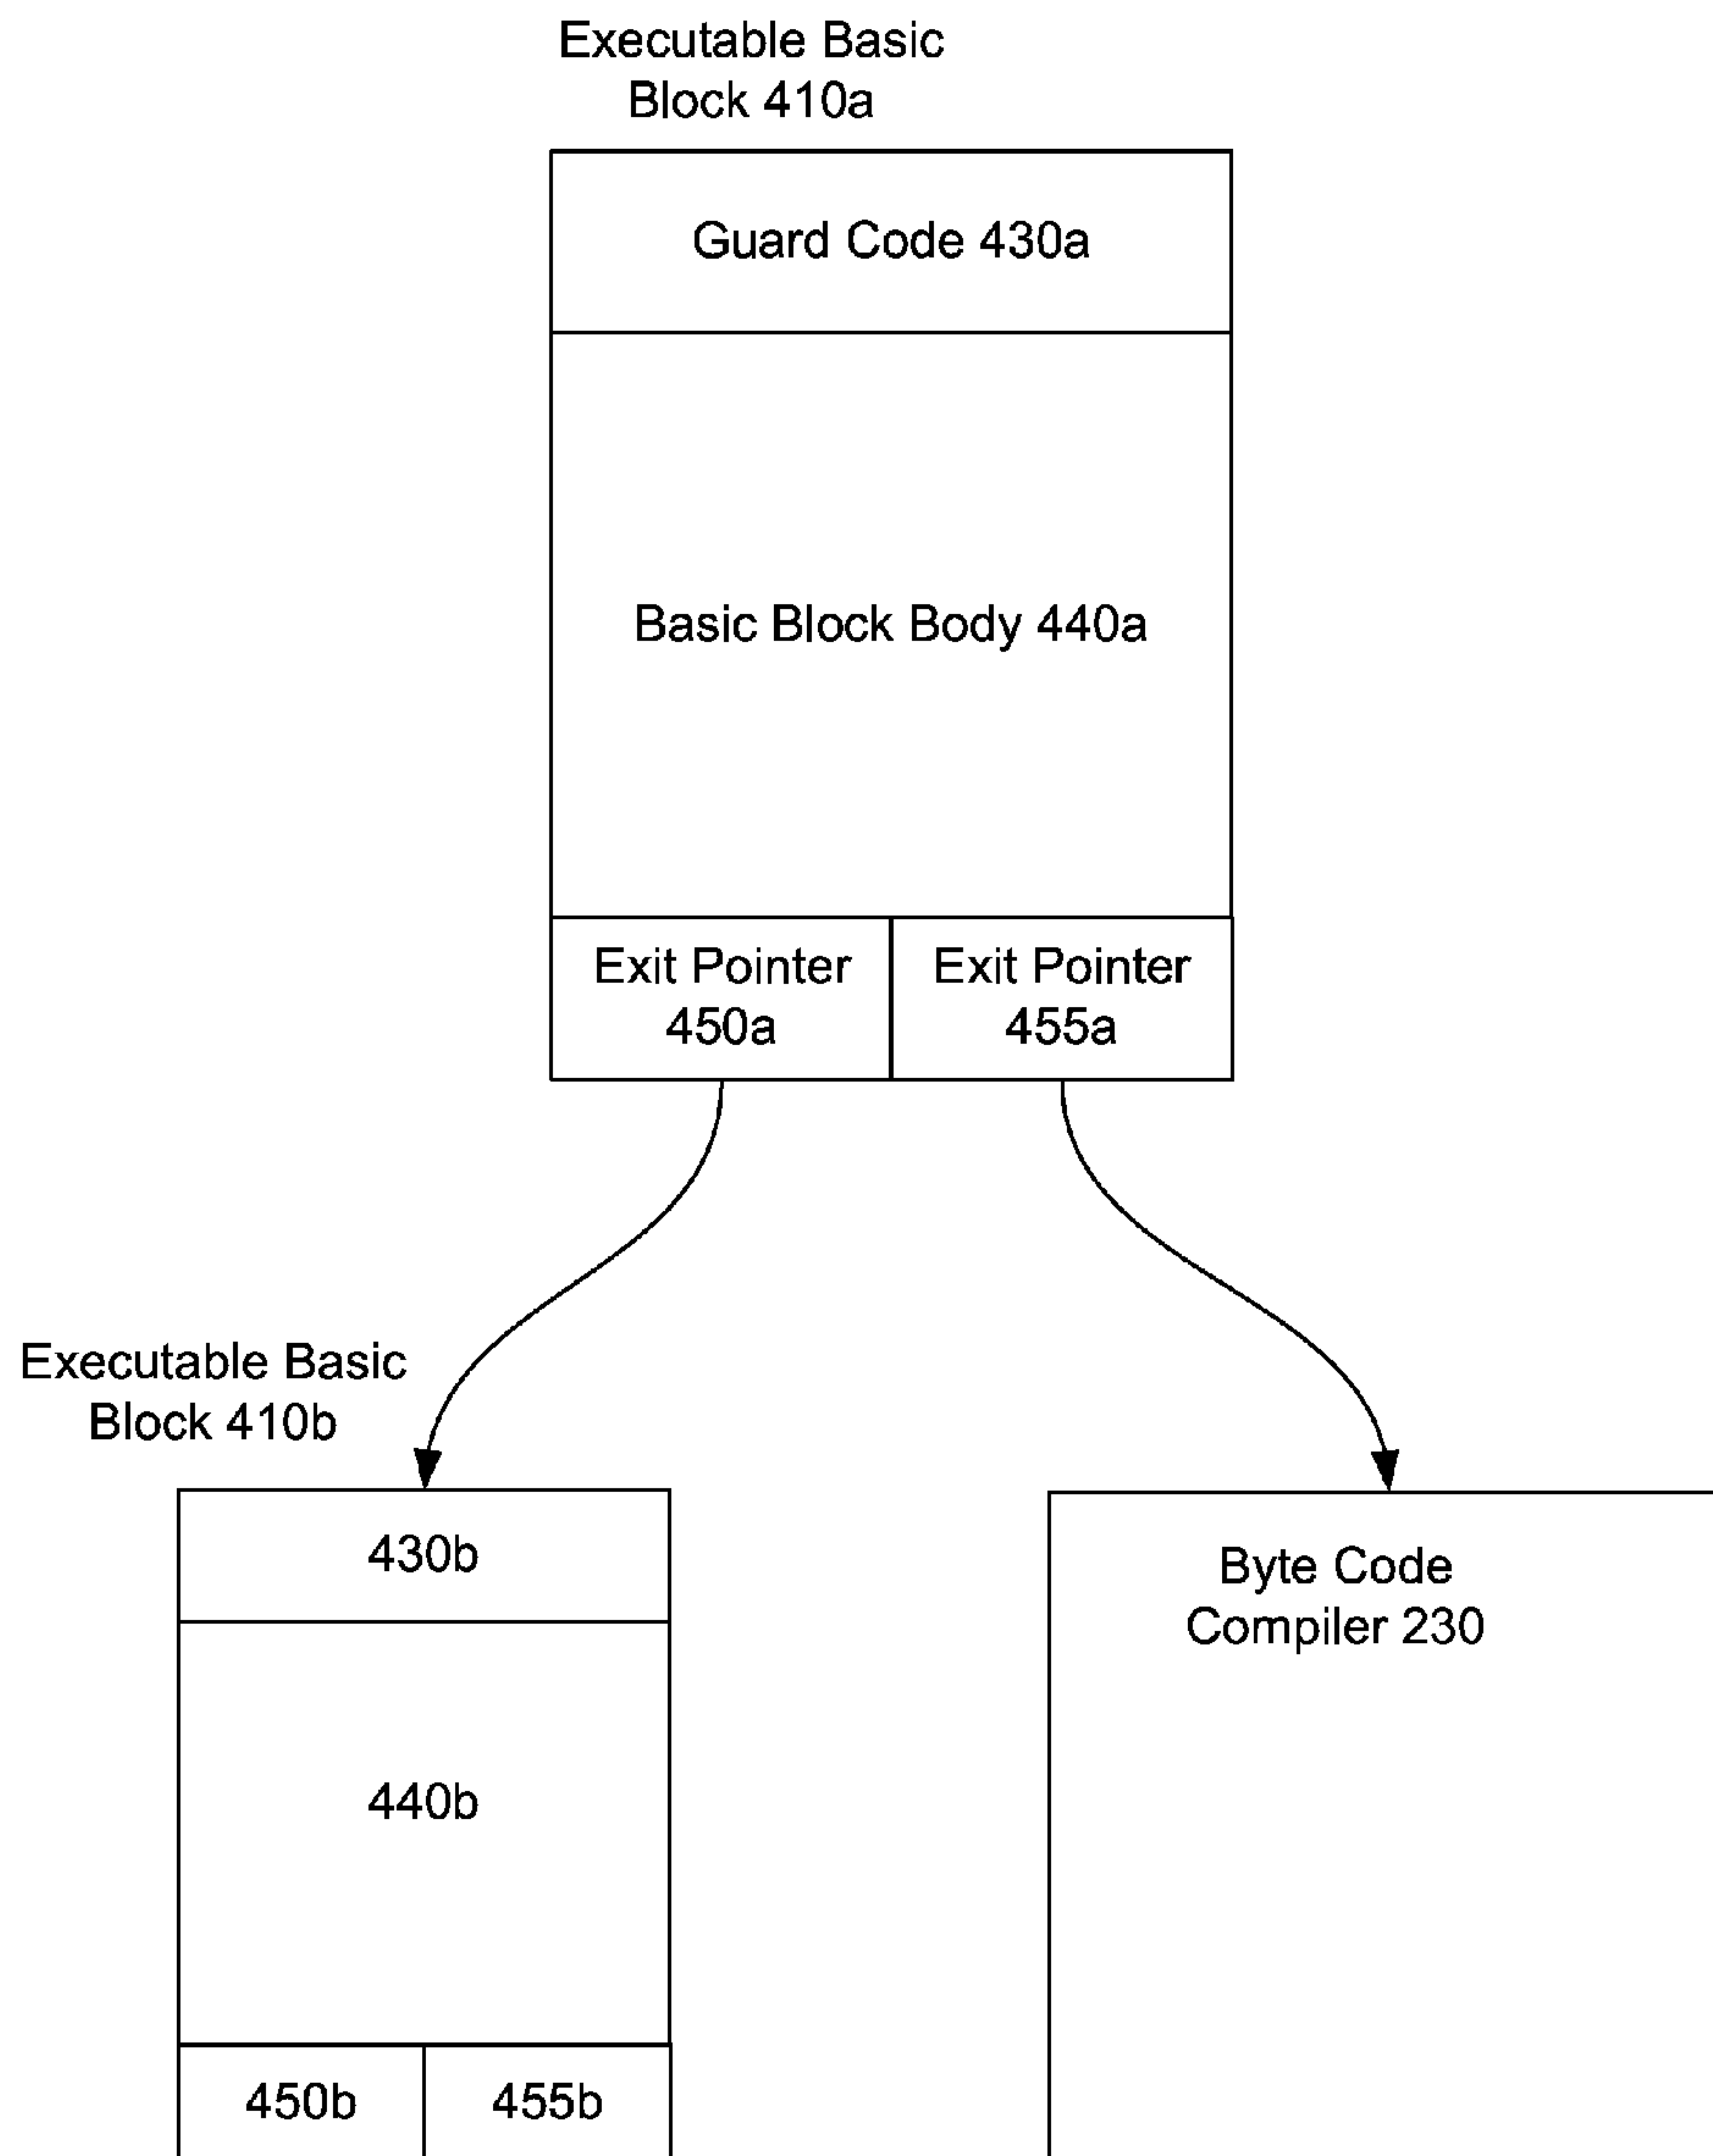 Executable Basic
Block 410a
Guard Code 430a
Basic Block Body 440a
Exit Pointer
450a
Exit Pointer
455a
Executable Basic
Block 410b
430b
440b
450b
455b
Byte Code
Compiler 230